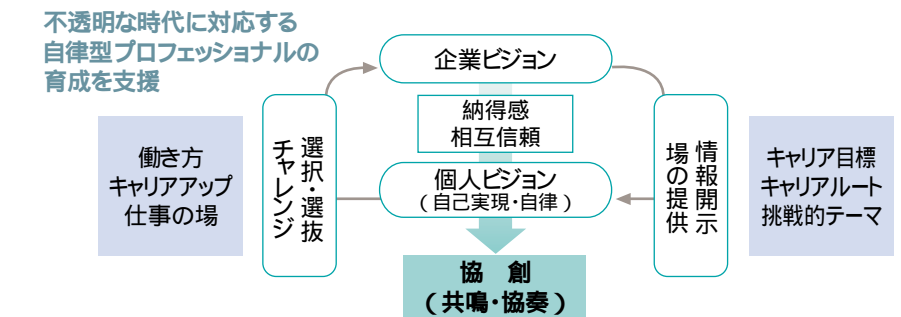 不透明な時代に対応する
自律型プロフェッショナルの
育成を支援
企業ビジョン
納得感
相互信頼
働き方
キャリアアップ
仕事の場
選択・選抜
チャレンジ
個人ビジョン
（自己実現・自律）
情報開示
場の提供
キャリア目標
キャリアルート
挑戦的テーマ
協　創
（共鳴・協奏）